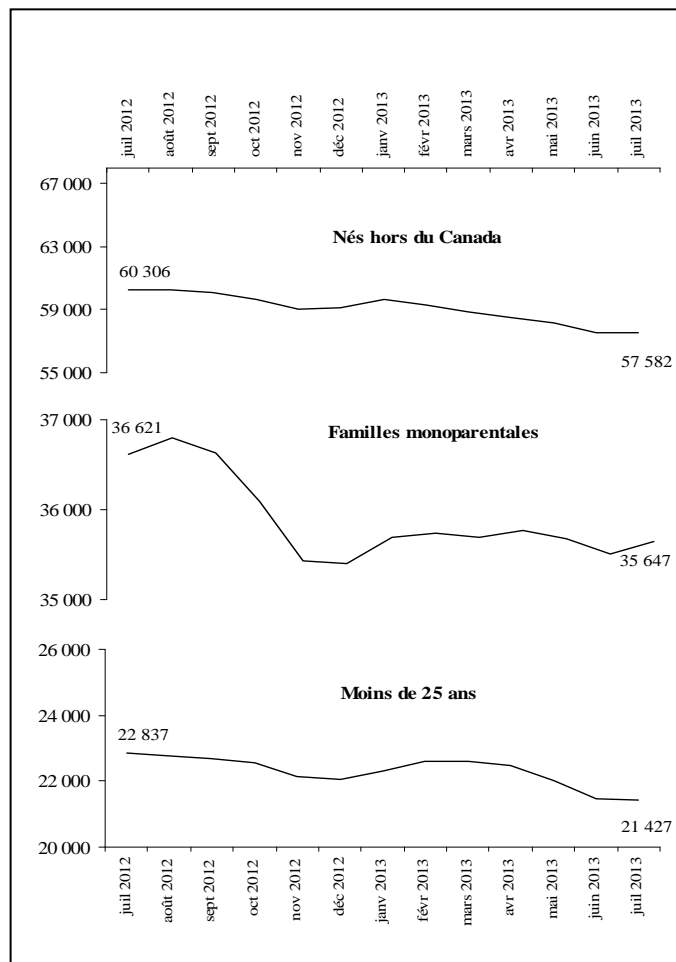 juil 2012
août 2012
sept 2012
oct 2012
nov 2012
déc 2012
janv 2013
févr 2013
mars 2013
avr 2013
mai 2013
juin 2013
juil 2013
67 000
63 000
59 000
55 000
Nés hors du Canada
60 306
57 582
37 000
36 000
35 000
36 621
Familles monoparentales
35 647
26 000
24 000
22 000
20 000
Moins de 25 ans
22 837
21 427
juil 2012
août 2012
sept 2012
oct 2012
nov 2012
déc 2012
janv 2013
févr 2013
mars 2013
avr 2013
mai 2013
juin 2013
juil 2013